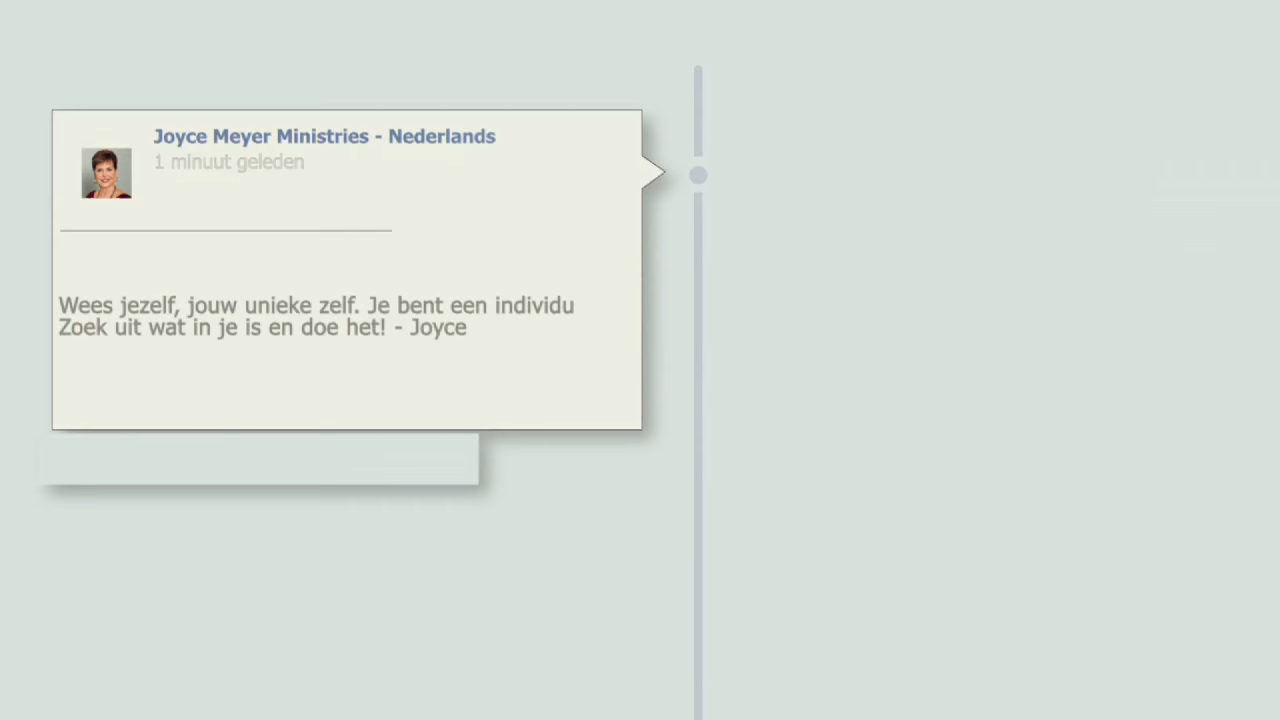 Joyce Meyer Ministries - Nederlands
1 minuut geleden
Wees jezelf, jouw unieke zelf. Je bent een individu
Zoek uit wat in je is en doe het! - Joyce